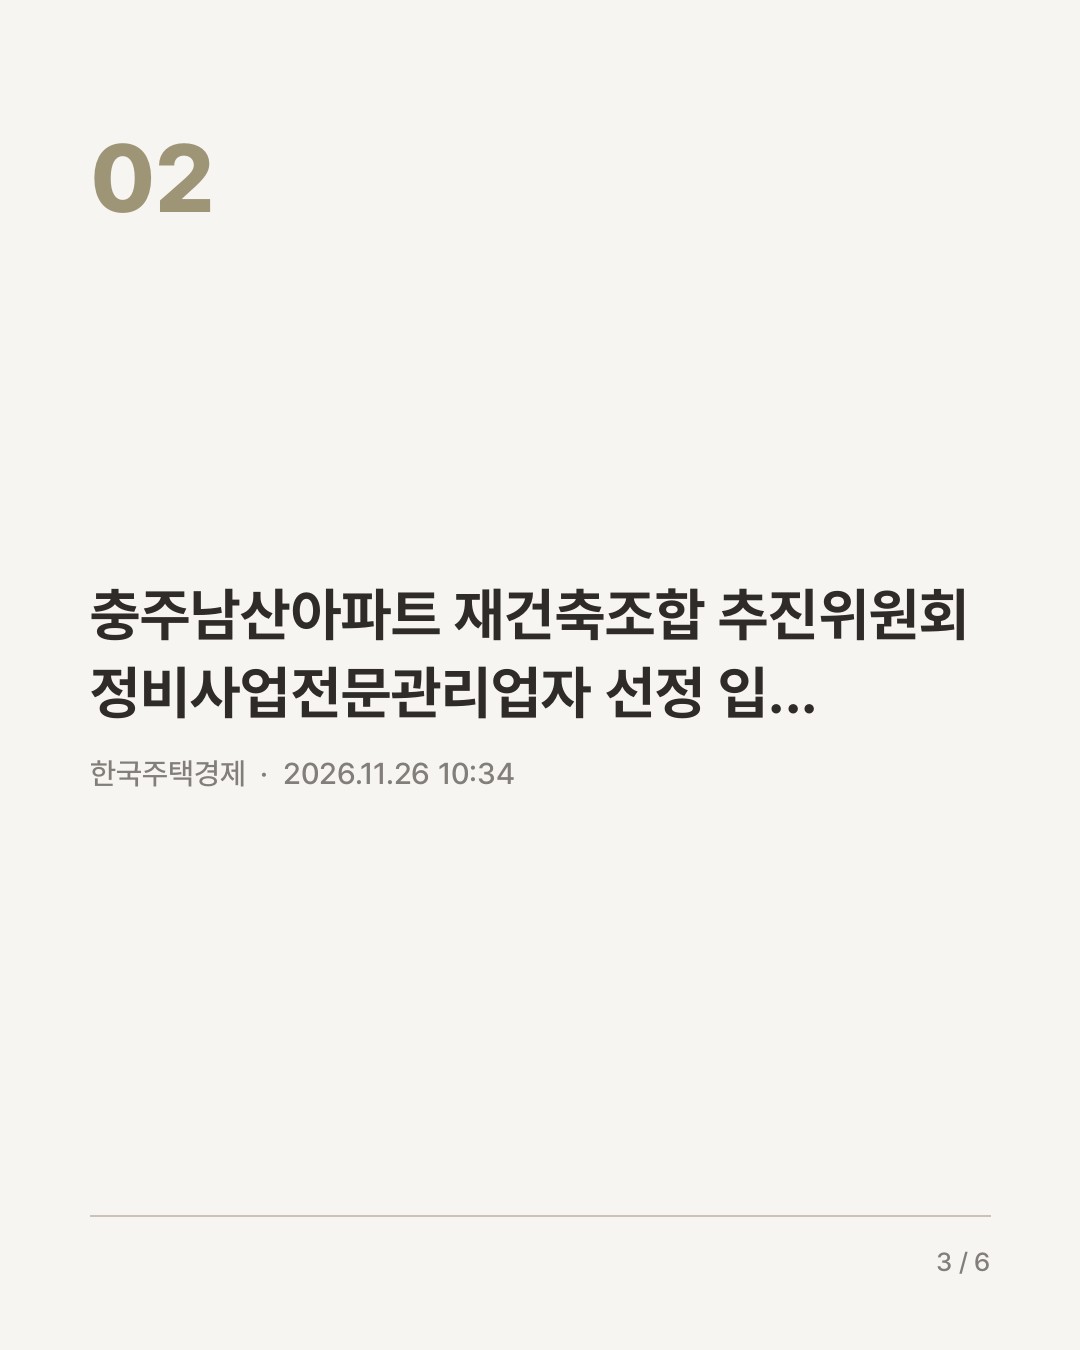 02
충주남산아파트 재건축조합 추진위원회
정비사업전문관리업자 선정 입...
한국주택경제 · 2026.11.26 10:34
3 / 6